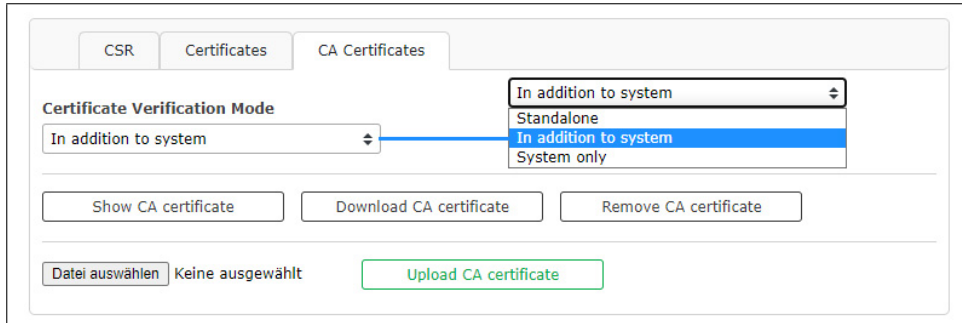 CSR Certificates CA Certificates
In addition to system
Standalone
In addition to system
System only
Certificate Verification Mode
In addition to system
Show CA certificate Download CA certificate Remove CA certificate
Datei auswählen Keine ausgewählt Upload CA certificate